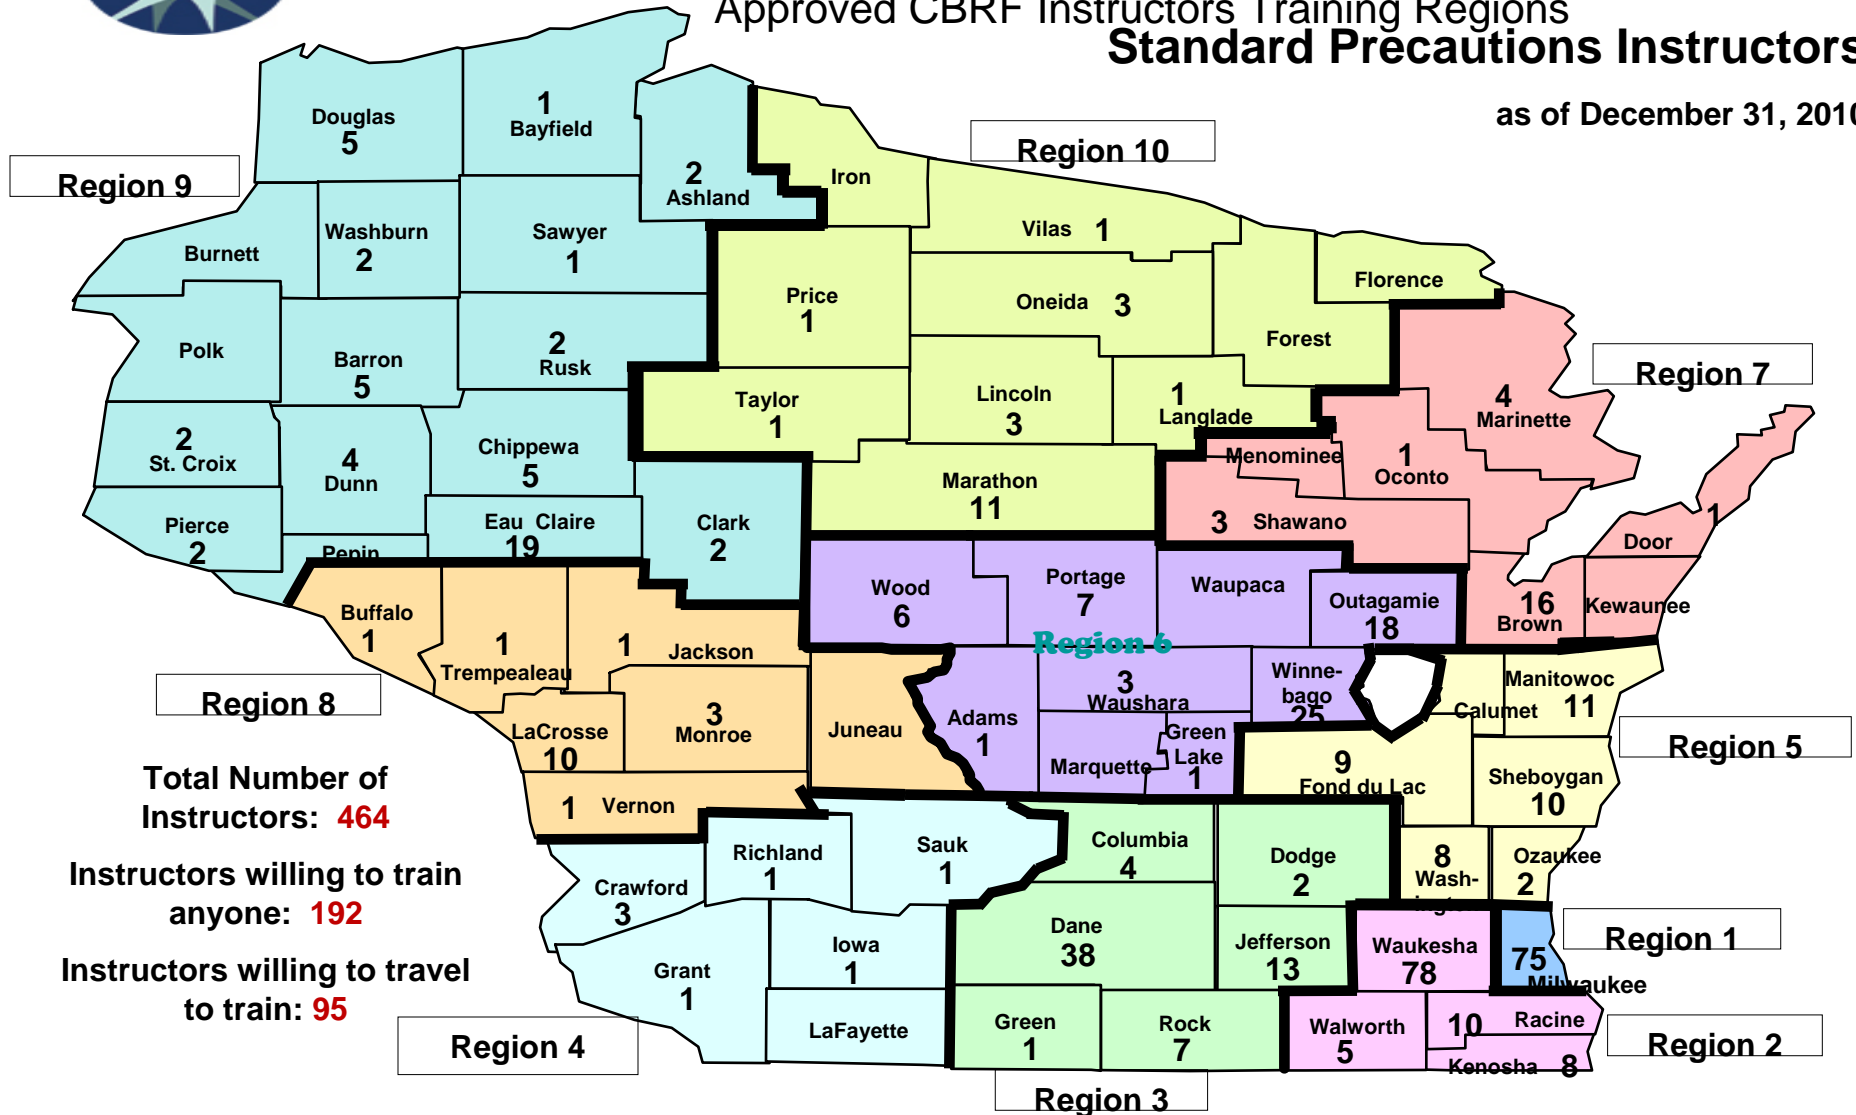 Approved CBRF Instructors Training Regions
Standard Precautions Instructors
as of December 31, 2010
Region 9
Douglas
5
1
Bayfield
2
Ashland
Burnett
Washburn
2
Sawyer
1
Polk
Barron
5
2
Rusk
2
St. Croix
4
Dunn
Chippewa
5
Pierce
2
Pepin
Eau Claire
19
Clark
2
Region 10
Iron
Vilas 1
Florence
Price
1
Oneida 3
Forest
Taylor
1
Lincoln
3
1
Langlade
Marathon
11
Region 7
4
Marinette
Menominee
1
Oconto
3 Shawano
1
Door
16
Brown
Kewaunee
Wood
6
Portage
7
Waupaca
Outagamie
18
Region 6
Adams
1
3
Waushara
Winne-
bago
25
Marquette
Green
Lake
1
Region 8
Buffalo
1
1
Trempealeau
1 Jackson
LaCrosse
10
3
Monroe
Juneau
1 Vernon
Region 5
Calumet
Manitowoc
11
9
Fond du Lac
Sheboygan
10
8
Wash-
Ozaukee
2
Total Number of
Instructors: 464
Instructors willing to train
anyone: 192
Instructors willing to travel
to train: 95
Region 4
Richland
1
Sauk
1
Crawford
3
Grant
1
Iowa
1
LaFayette
Region 3
Columbia
4
Dodge
2
Dane
38
Jefferson
13
Green
1
Rock
7
Region 1
75
Milwaukee
Region 2
Waukesha
78
Walworth
5
10 Racine
Kenosha 8